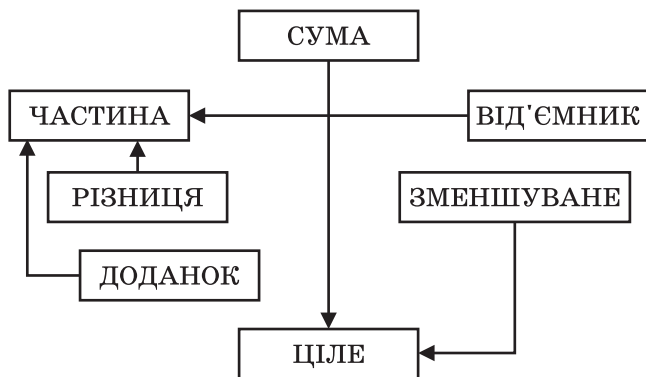 СУМА
ЧАСТИНА
ВІД'ЄМНИК
РІЗНИЦЯ
ЗМЕНШУВАНЕ
ДОДАНОК
ЦІЛЕ